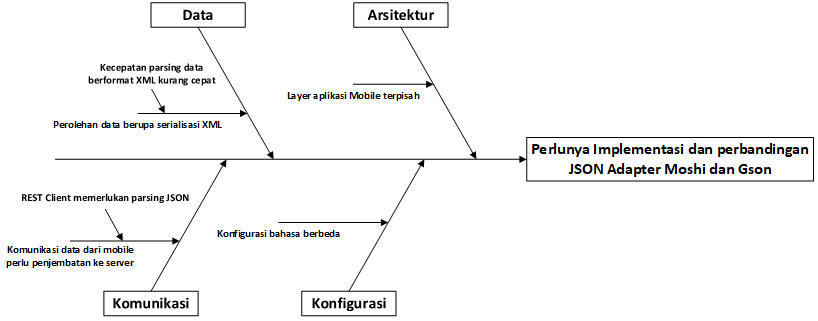 Data
Arsitektur
Kecepatan parsing data
berformat XML kurang cepat
Layer aplikasi Mobile terpisah
Perolehan data berupa serialisasi XML
Perlunya Implementasi dan perbandingan
JSON Adapter Moshi dan Gson
REST Client memerlukan parsing JSON
Komunikasi data dari mobile
perlu penjembatan ke server
Konfigurasi bahasa berbeda
Komunikasi
Konfigurasi